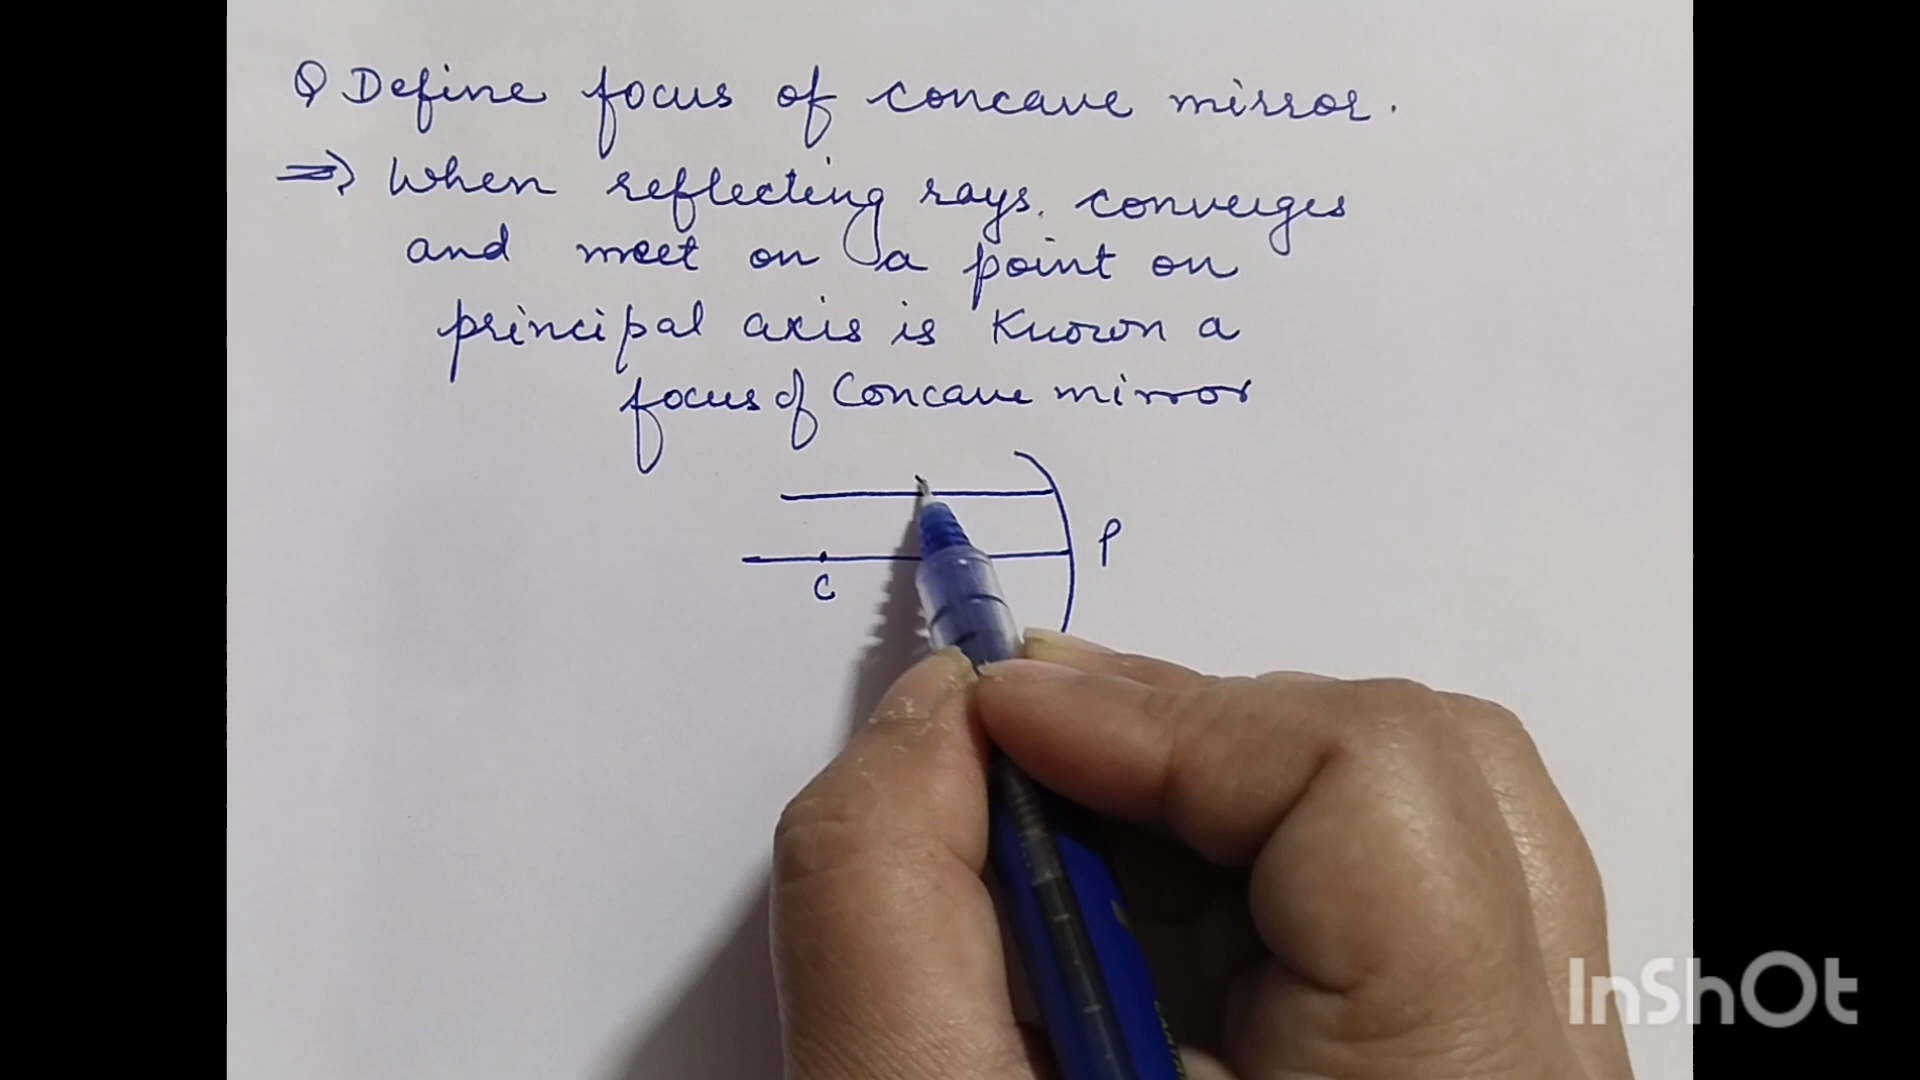 Q Define focus of concave mirror.
⇒ When reflecting rays. converges
and meet on a point on
principal axis is known a
focus of concave mirror
P
C
InShOt